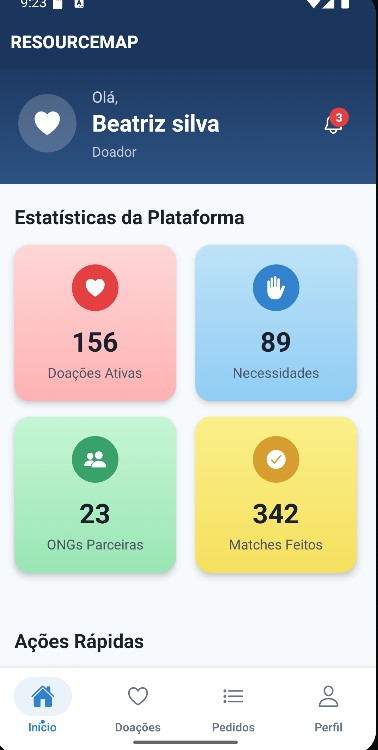 9:23
RESOURCEMAP
Olá,
Beatriz silva
Doador
3
Estatísticas da Plataforma
156
Doações Ativas
89
Necessidades
23
ONGs Parceiras
342
Matches Feitos
Ações Rápidas
Início
Doações
Pedidos
Perfil